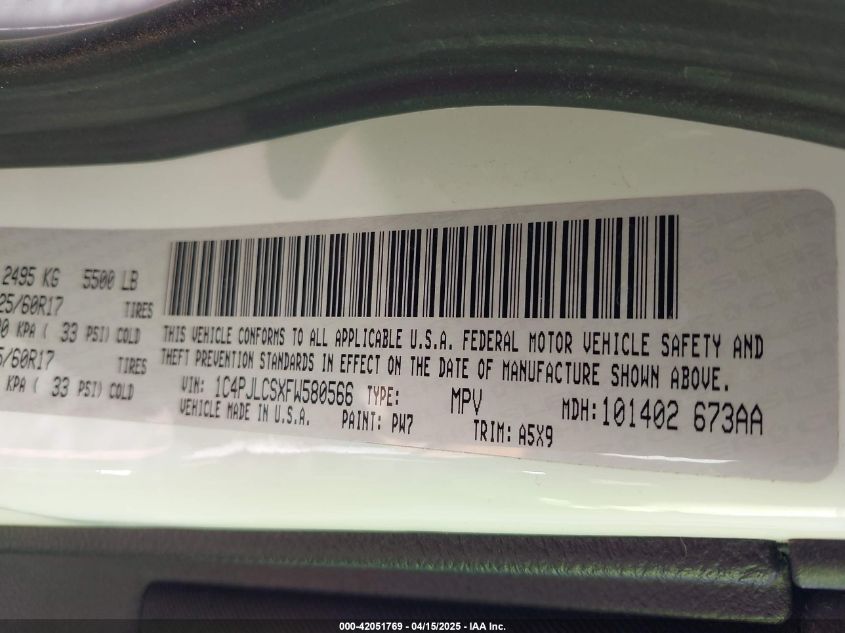 2495 KG 5500 LB
25/60R17 TIRES
0 KPA ( 33 PSI) COLD
5/60R17 TIRES
KPA ( 33 PSI) COLD
THIS VEHICLE CONFORMS TO ALL APPLICABLE U.S.A. FEDERAL MOTOR VEHICLE SAFETY AND
THEFT PREVENTION STANDARDS IN EFFECT ON THE DATE OF MANUFACTURE SHOWN ABOVE.
VIN: 1C4PJLCSXFW580566 TYPE: MPV MDH: 101402 673AA
VEHICLE MADE IN U.S.A. PAINT: PW7 TRIM: A5X9
000-42051769 - 04/15/2025 - IAA Inc.